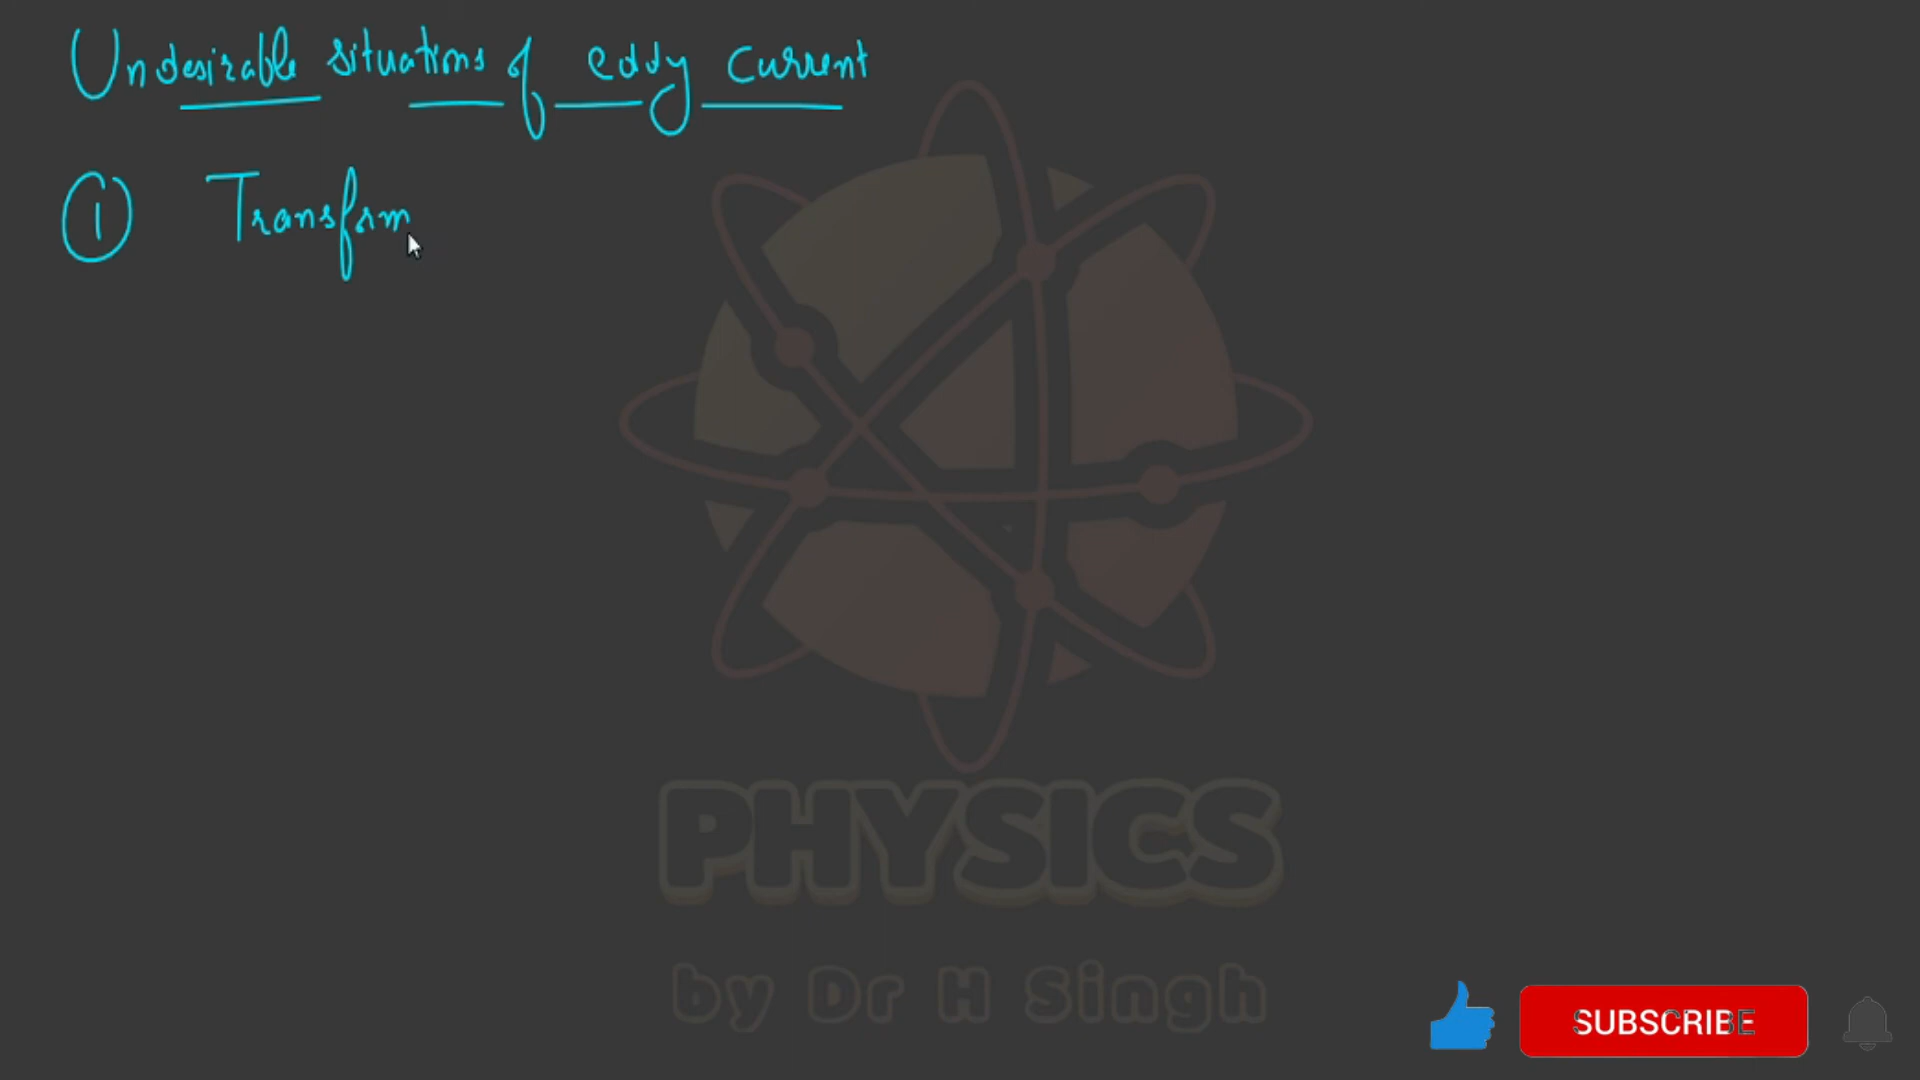 Undesirable situations of eddy current
① Transform
PHYSICS
by Dr H Singh
SUBSCRIBE